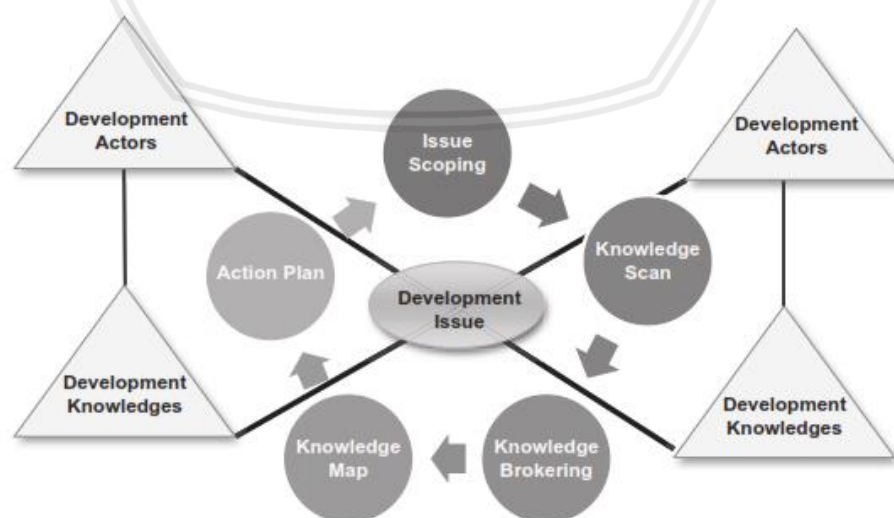 Development
Actors
Issue
Scoping
Development
Actors
Action Plan
Knowledge
Scan
Development
Issue
Development
Knowledges
Development
Knowledges
Knowledge
Map
Knowledge
Brokering